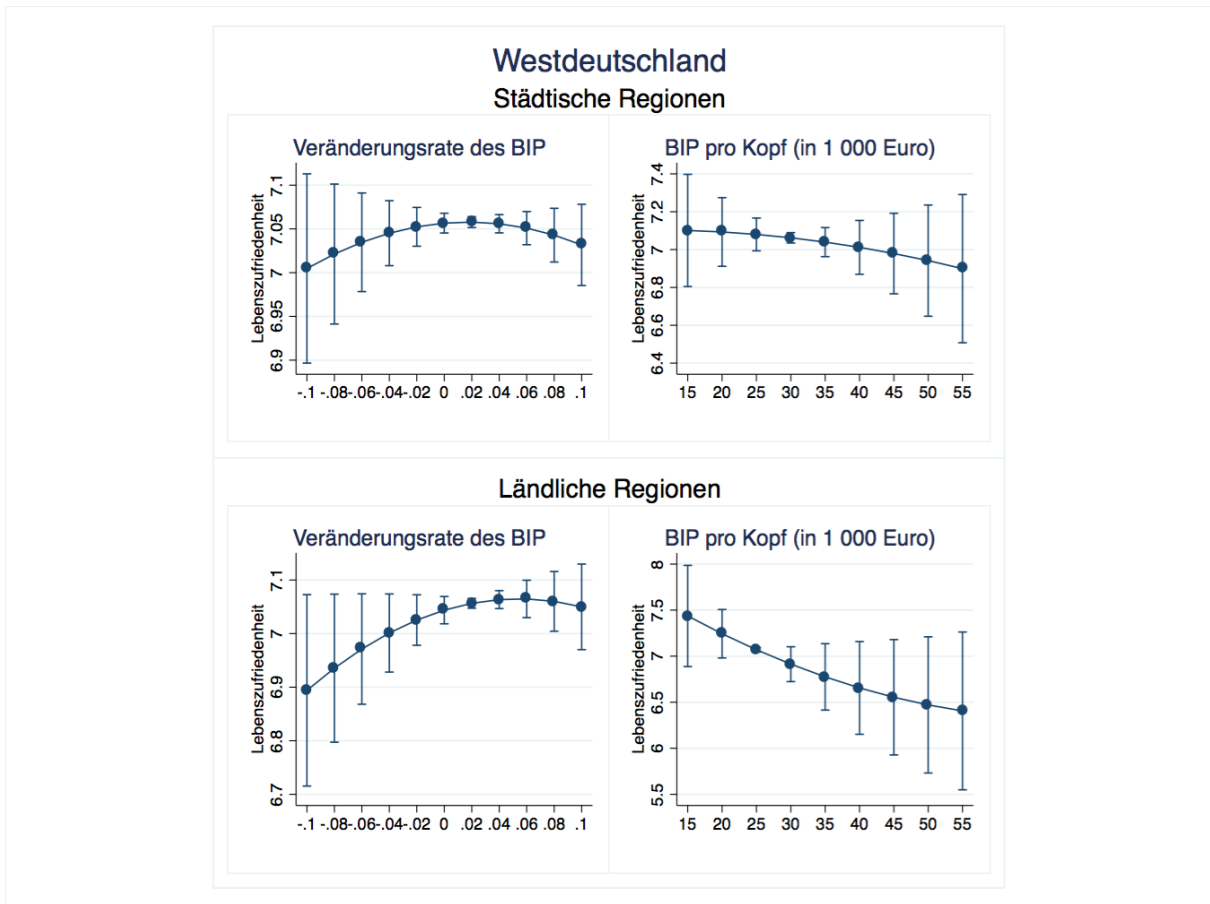 Westdeutschland
Städtische Regionen
Veränderungsrate des BIP
Lebenszufriedenheit
7.1
7.05
7
6.95
6.9
-.1 -.08 -.06 -.04 -.02 0 .02 .04 .06 .08 .1
BIP pro Kopf (in 1 000 Euro)
Lebenszufriedenheit
7.4
7.2
7
6.8
6.6
6.4
15 20 25 30 35 40 45 50 55
Ländliche Regionen
Veränderungsrate des BIP
Lebenszufriedenheit
7.1
7
6.9
6.8
6.7
-.1 -.08 -.06 -.04 -.02 0 .02 .04 .06 .08 .1
BIP pro Kopf (in 1 000 Euro)
Lebenszufriedenheit
8
7.5
7
6.5
6
5.5
15 20 25 30 35 40 45 50 55